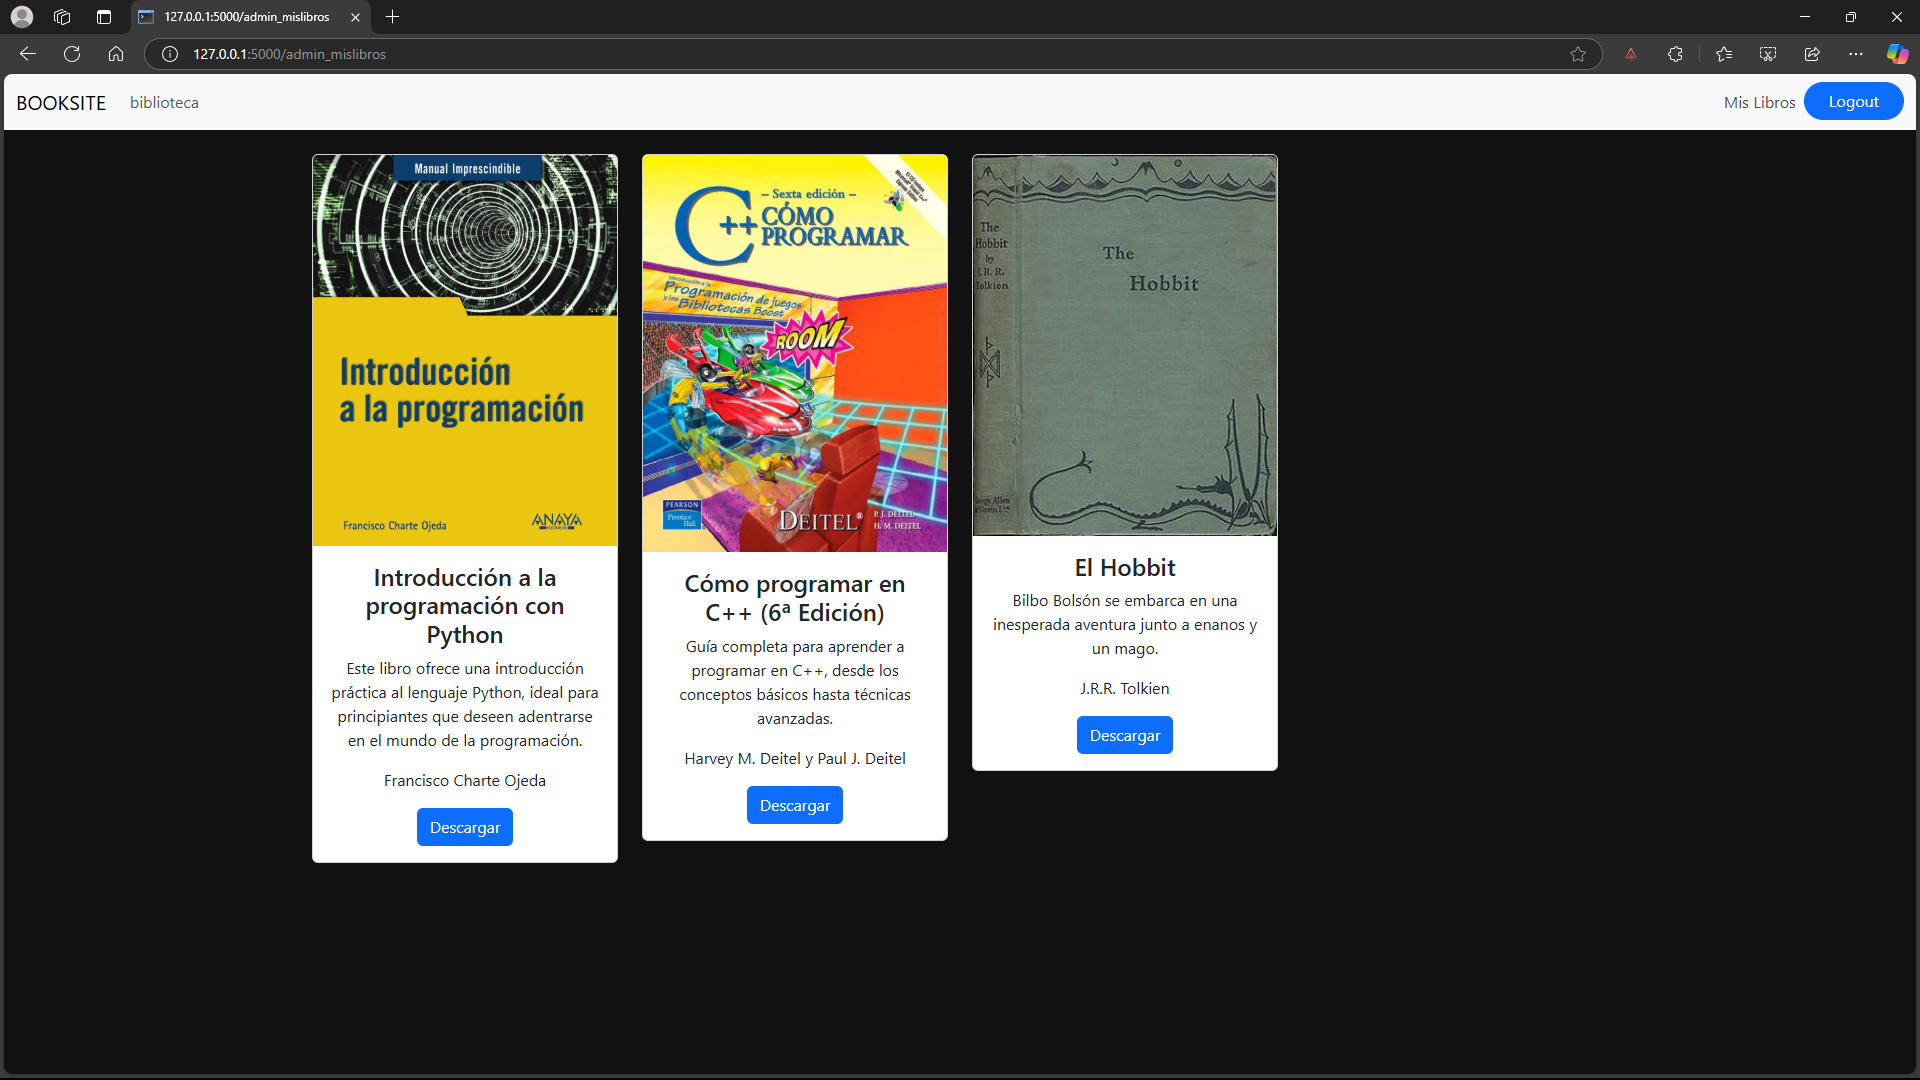 127.0.0.1:5000/admin_mislibros
127.0.0.1:5000/admin_mislibros
BOOKSITE
biblioteca
Mis Libros
Logout
Manual Imprescindible
Introducción
a la programación
Francisco Charte Ojeda
ANAYA
Introducción a la
programación con
Python
Este libro ofrece una introducción
práctica al lenguaje Python, ideal para
principiantes que deseen adentrarse
en el mundo de la programación.
Francisco Charte Ojeda
Descargar
– Sexta edición –
C++ CÓMO
PROGRAMAR
Introducción a la
Programación de juegos
y las Bibliotecas Boost
ROOM
PEARSON
Prentice
Hall
DEITEL®
P. J. DEITEL
H. M. DEITEL
Cómo programar en
C++ (6ª Edición)
Guía completa para aprender a
programar en C++, desde los
conceptos básicos hasta técnicas
avanzadas.
Harvey M. Deitel y Paul J. Deitel
Descargar
The
Hobbit
by
J. R. R.
Tolkien
The
Hobbit
El Hobbit
Bilbo Bolsón se embarca en una
inesperada aventura junto a enanos y
un mago.
J.R.R. Tolkien
Descargar